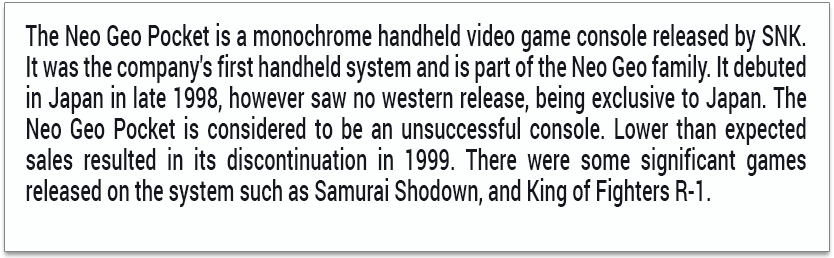 The Neo Geo Pocket is a monochrome handheld video game console released by SNK.
It was the company's first handheld system and is part of the Neo Geo family. It debuted
in Japan in late 1998, however saw no western release, being exclusive to Japan. The
Neo Geo Pocket is considered to be an unsuccessful console. Lower than expected
sales resulted in its discontinuation in 1999. There were some significant games
released on the system such as Samurai Shodown, and King of Fighters R-1.